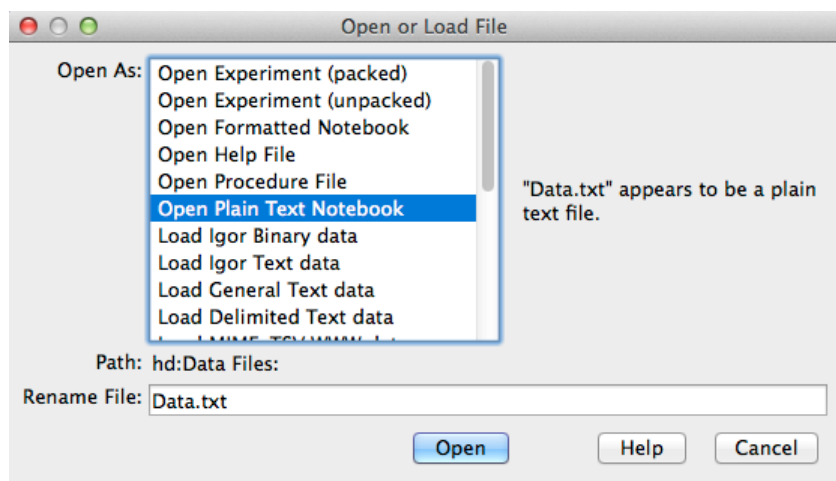 Open or Load File
Open As:
Open Experiment (packed)
Open Experiment (unpacked)
Open Formatted Notebook
Open Help File
Open Procedure File
Open Plain Text Notebook
Load Igor Binary data
Load Igor Text data
Load General Text data
Load Delimited Text data
"Data.txt" appears to be a plain
text file.
Path: hd:Data Files:
Rename File: Data.txt
Open Help Cancel